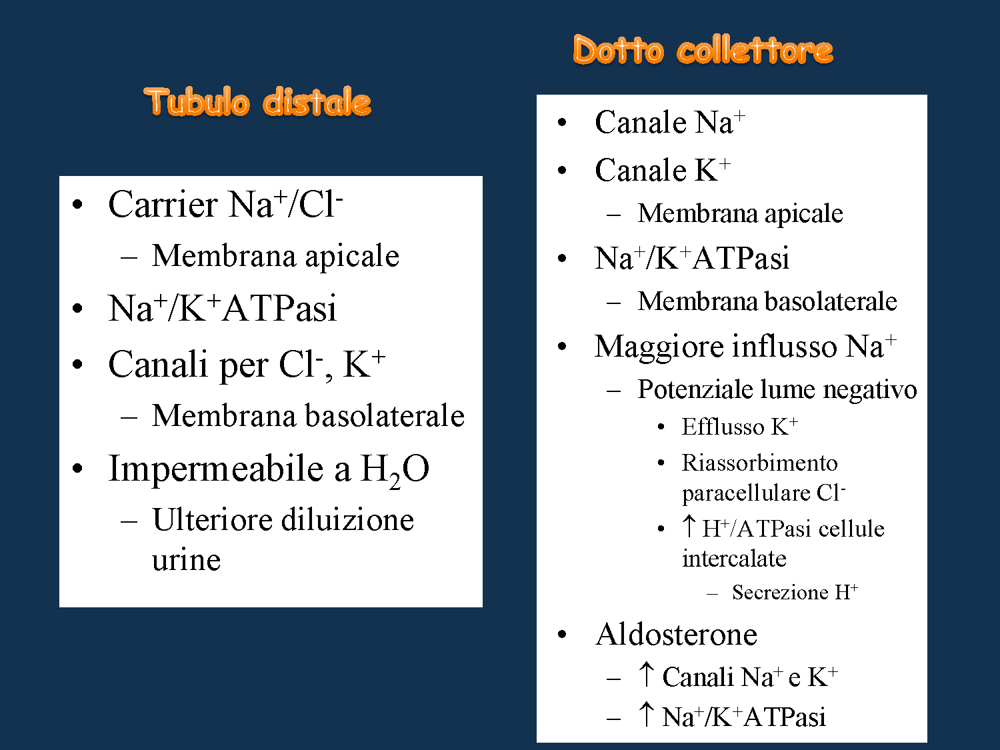 Tubulo distale
• Carrier Na⁺/Cl⁻
– Membrana apicale
• Na⁺/K⁺ATPasi
• Canali per Cl⁻, K⁺
– Membrana basolaterale
• Impermeabile a H₂O
– Ulteriore diluizione
urine
Dotto collettore
• Canale Na⁺
• Canale K⁺
– Membrana apicale
• Na⁺/K⁺ATPasi
– Membrana basolaterale
• Maggiore influsso Na⁺
– Potenziale lume negativo
• Efflusso K⁺
• Riassorbimento
paracellulare Cl⁻
• ↑ H⁺/ATPasi cellule
intercalate
– Secrezione H⁺
• Aldosterone
– ↑ Canali Na⁺ e K⁺
– ↑ Na⁺/K⁺ATPasi